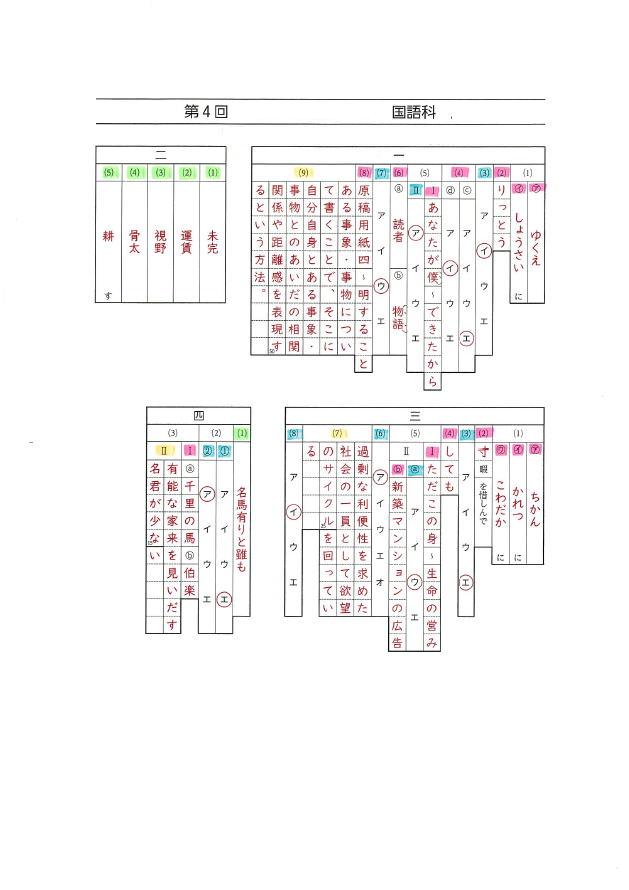 第4回 国語科
一
(1)
㋐ ゆくえ
㋑ しょうさい に
(2)
りっとう
(3)
ア イ ウ エ
(4)
ⓒ ア イ ウ エ
ⓓ ア イ ウ エ
(5)
Ⅰ あなたが僕、～できたから
Ⅱ ア イ ウ エ
(6)
ⓐ 読者 ⓑ 物語
(7)
ア イ ウ エ
(8)
原稿用紙四～明すること
(9)
ある事象・事物につい
て書くことで、そこに
自分自身とある事象・
事物とのあいだの相関
関係や距離感を表現す
るという方法。
50
二
(1) 未完
(2) 運賃
(3) 視野
(4) 骨太
(5) 耕 す
三
(1)
㋐ ちかん
㋑ かれつ に
㋒ こわだか に
(2)
寸 暇 を惜しんで
(3)
ア イ ウ エ
(4)
しても
(5)
Ⅰ ただこの身～生命の営み
Ⅱ
ⓐ ア イ ウ エ
ⓑ 新築マンションの広告
(6)
ア イ ウ エ オ
(7)
過剰な利便性を求めた
社会の一員として欲望
のサイクルを回ってい
る
35
(8)
ア イ ウ エ
四
(1)
名馬有りと雖も
(2)
① ア イ ウ エ
② ア イ ウ エ
(3)
Ⅰ ⓐ 千里の馬 ⓑ 伯楽
Ⅱ
有能な家来を見いだす
名君が少ない
15